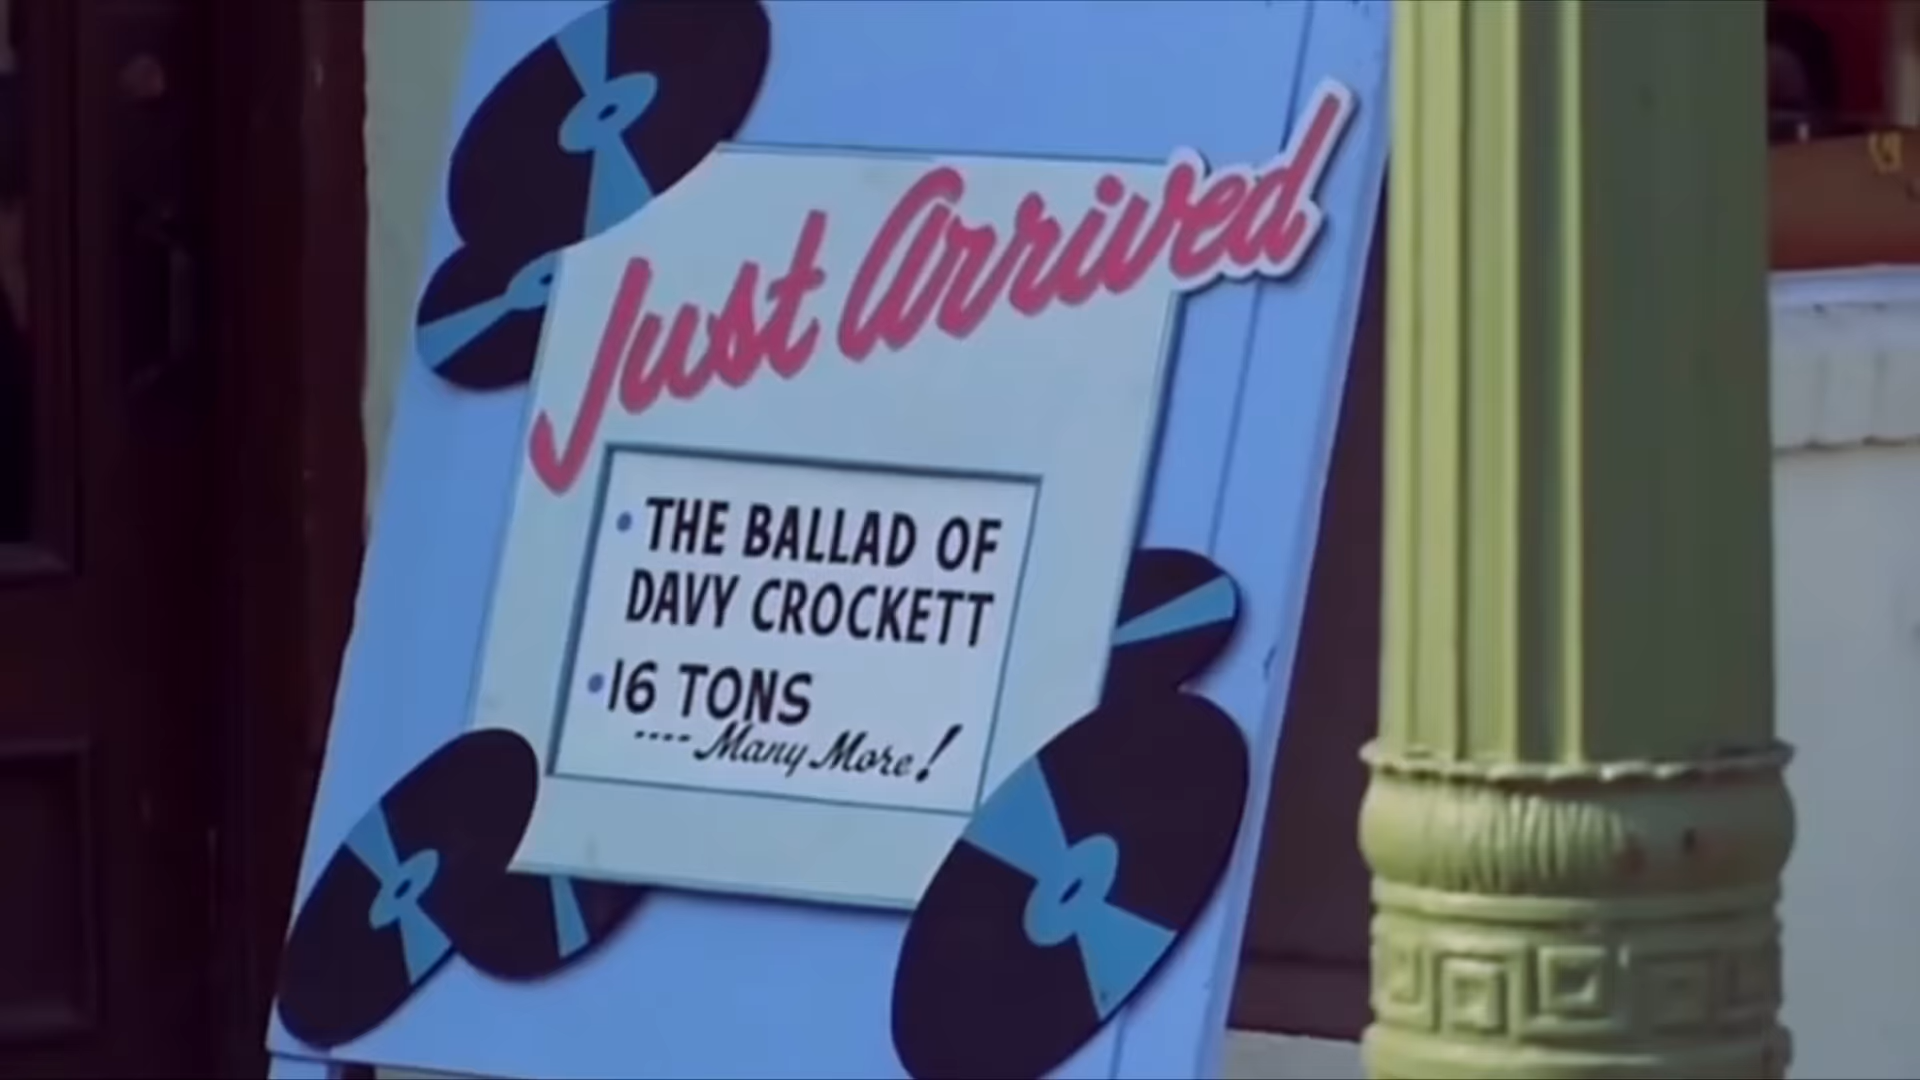 Just Arrived
• THE BALLAD OF
DAVY CROCKETT
• 16 TONS
---- Many More!